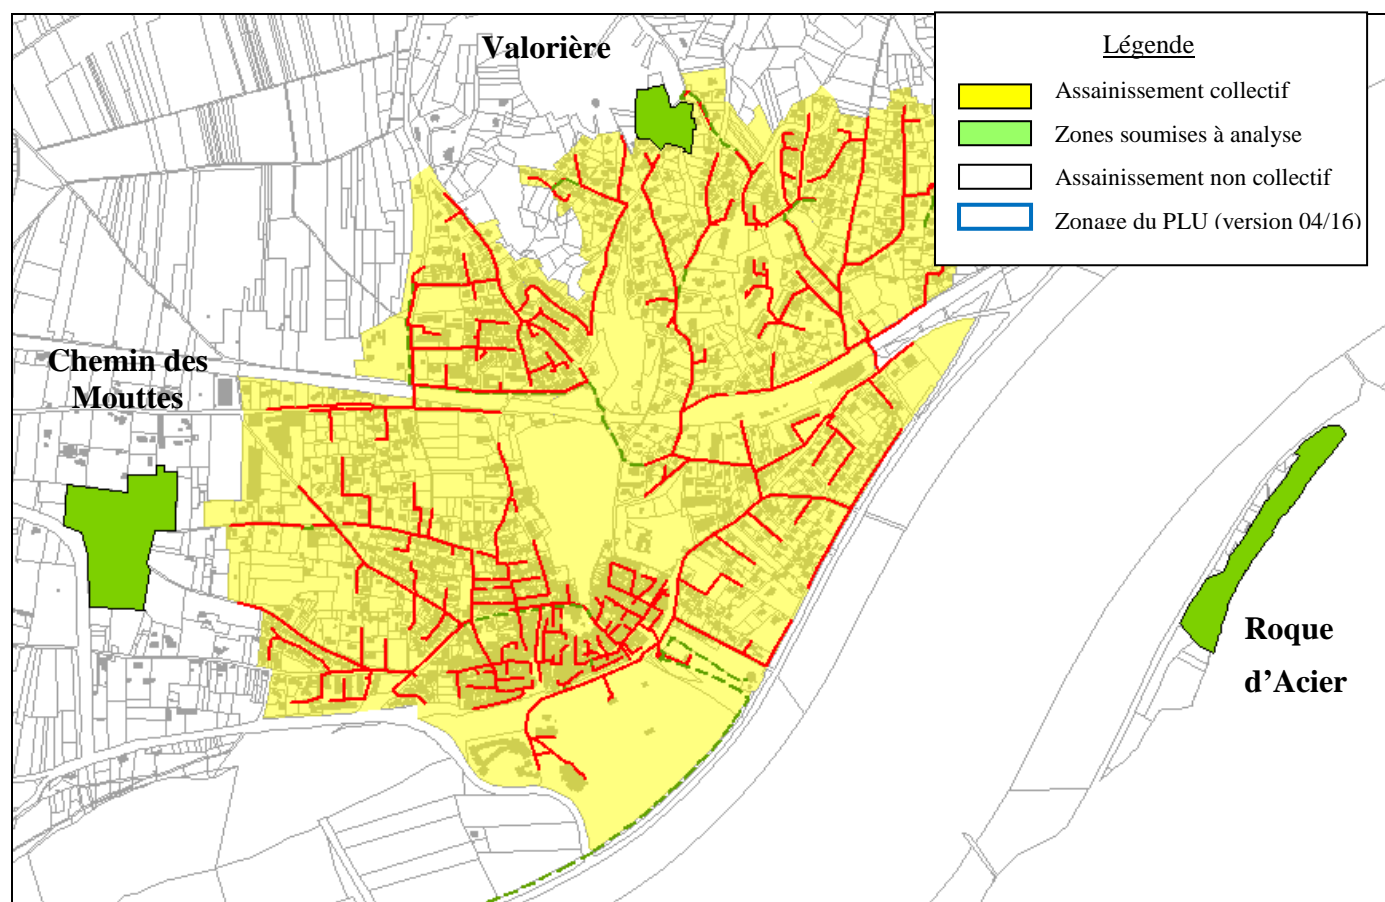 Valorière
Légende
Assainissement collectif
Zones soumises à analyse
Assainissement non collectif
Zonage du PLU (version 04/16)
Chemin des
Mouttes
Roque
d’Acier